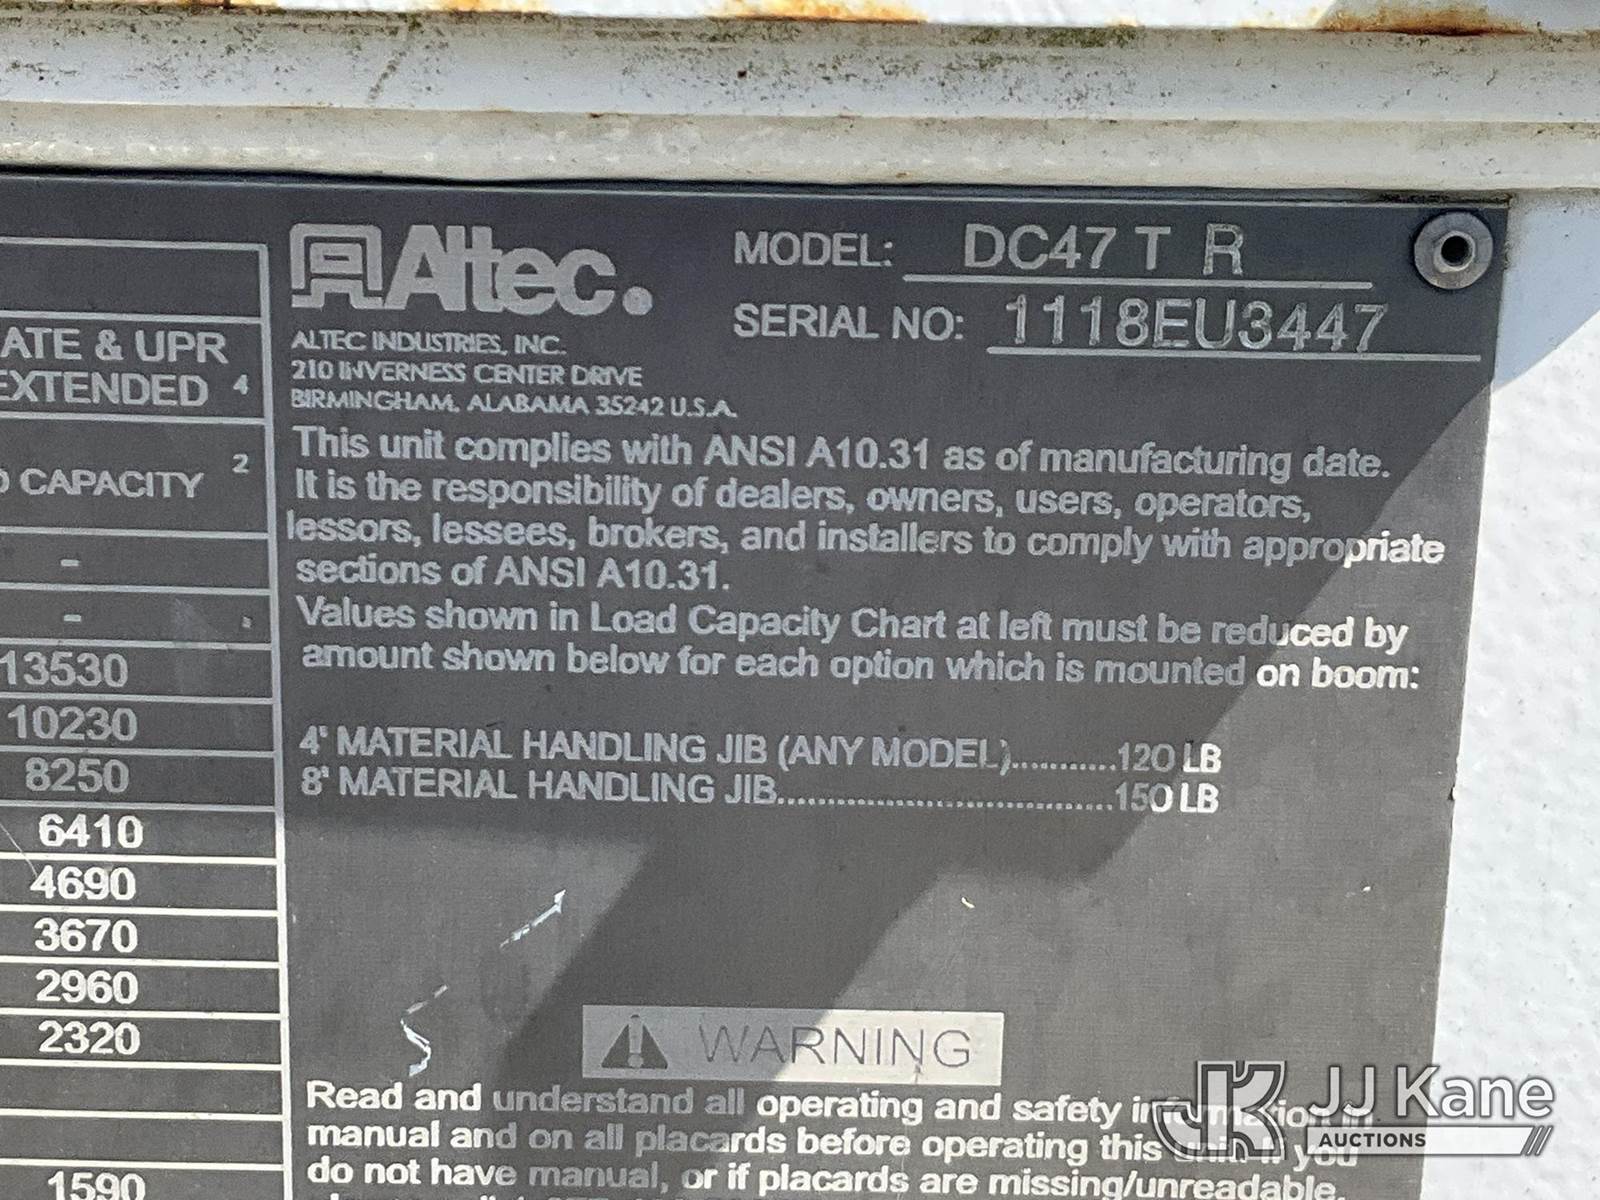 Altec.
MODEL: DC47 T R
SERIAL NO: 1118EU3447
ALTEC INDUSTRIES, INC.
210 INVERNESS CENTER DRIVE
BIRMINGHAM, ALABAMA 35242 U.S.A.
This unit complies with ANSI A10.31 as of manufacturing date.
It is the responsibility of dealers, owners, users, operators,
lessors, lessees, brokers, and installers to comply with appropriate
sections of ANSI A10.31.
Values shown in Load Capacity Chart at left must be reduced by
amount shown below for each option which is mounted on boom:
4' MATERIAL HANDLING JIB (ANY MODEL)............120 LB
8' MATERIAL HANDLING JIB.................................150 LB
WARNING
Read and understand all operating and safety information in
manual and on all placards before operating this unit. If you
do not have manual, or if placards are missing/unreadable,
ATE & UPR
EXTENDED 4
CAPACITY 2
-
-
13530
10230
8250
6410
4690
3670
2960
2320
1590
JJ Kane
AUCTIONS